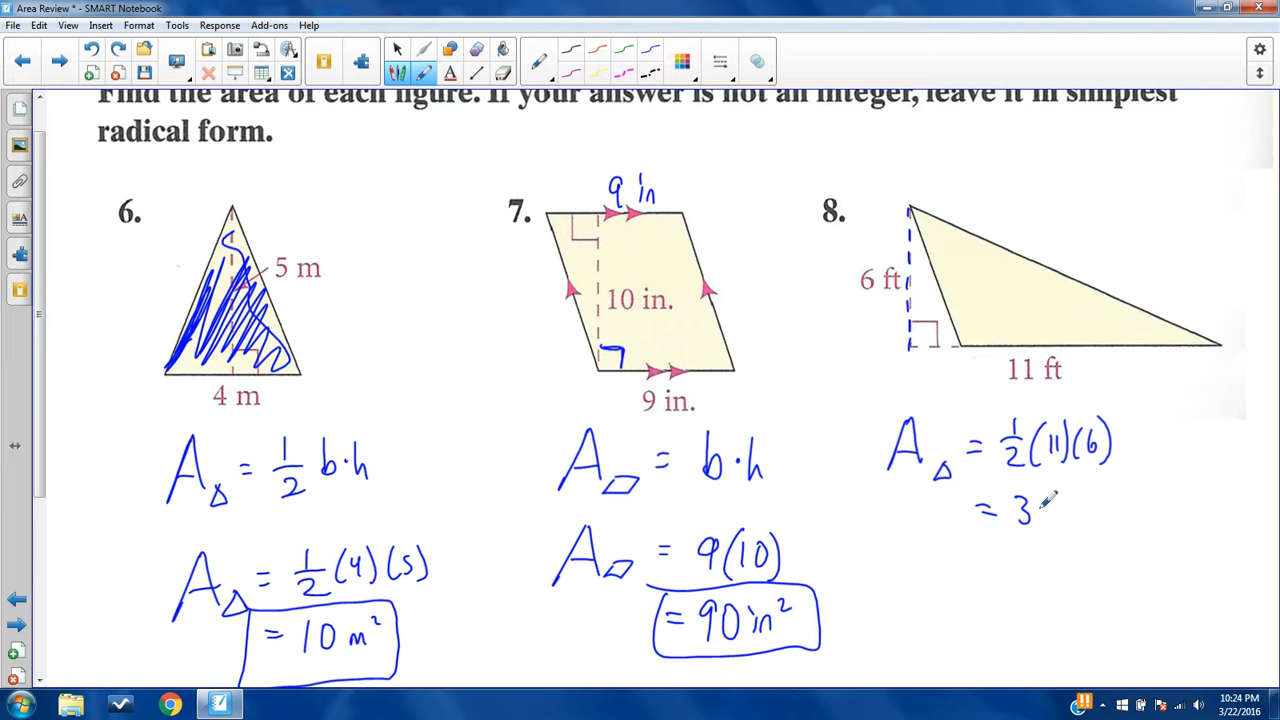 Area Review * - SMART Notebook
File Edit View Insert Format Tools Response Add-ons Help
Find the area of each figure. If your answer is not an integer, leave it in simplest
radical form.
6.
5 m
4 m
A△ = 1/2 b·h
A△ = 1/2 (4)(5)
= 10 m²
7.
9 in
10 in.
9 in.
A▱ = b·h
A▱ = 9(10)
= 90 in²
8.
6 ft
11 ft
A△ = 1/2 (11)(6)
= 3
10:24 PM
3/22/2016